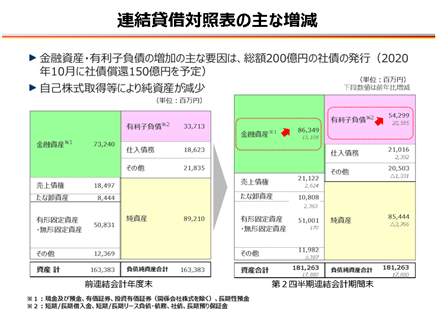 連結貸借対照表の主な増減
▶ 金融資産・有利子負債の増加の主な要因は、総額200億円の社債の発行（2020
年10月に社債償還150億円を予定）
▶ 自己株式取得等により純資産が減少
（単位：百万円）
（単位：百万円）
下段数値は前年比増減
金融資産※1 73,240
売上債権 18,497
たな卸資産 8,444
有形固定資産
・無形固定資産 50,831
その他 12,369
資産 計 163,383
有利子負債※2 33,713
仕入債務 18,623
その他 21,835
純資産 89,210
負債純資産合計 163,383
前連結会計年度末
金融資産※1 86,349
13,108
売上債権 21,122
2,624
たな卸資産 10,808
2,363
有形固定資産
・無形固定資産 51,001
170
その他 11,982
△387
資産合計 181,263
17,880
有利子負債※2 54,299
20,585
仕入債務 21,016
2,392
その他 20,503
△1,331
純資産 85,444
△3,766
負債純資産合計 181,263
17,880
第２四半期連結会計期間末
※１：現金及び預金、有価証券、投資有価証券（関係会社株式を除く）、長期性預金
※２：短期/長期借入金、短期/長期リース負債・債務、社債、長期預り保証金